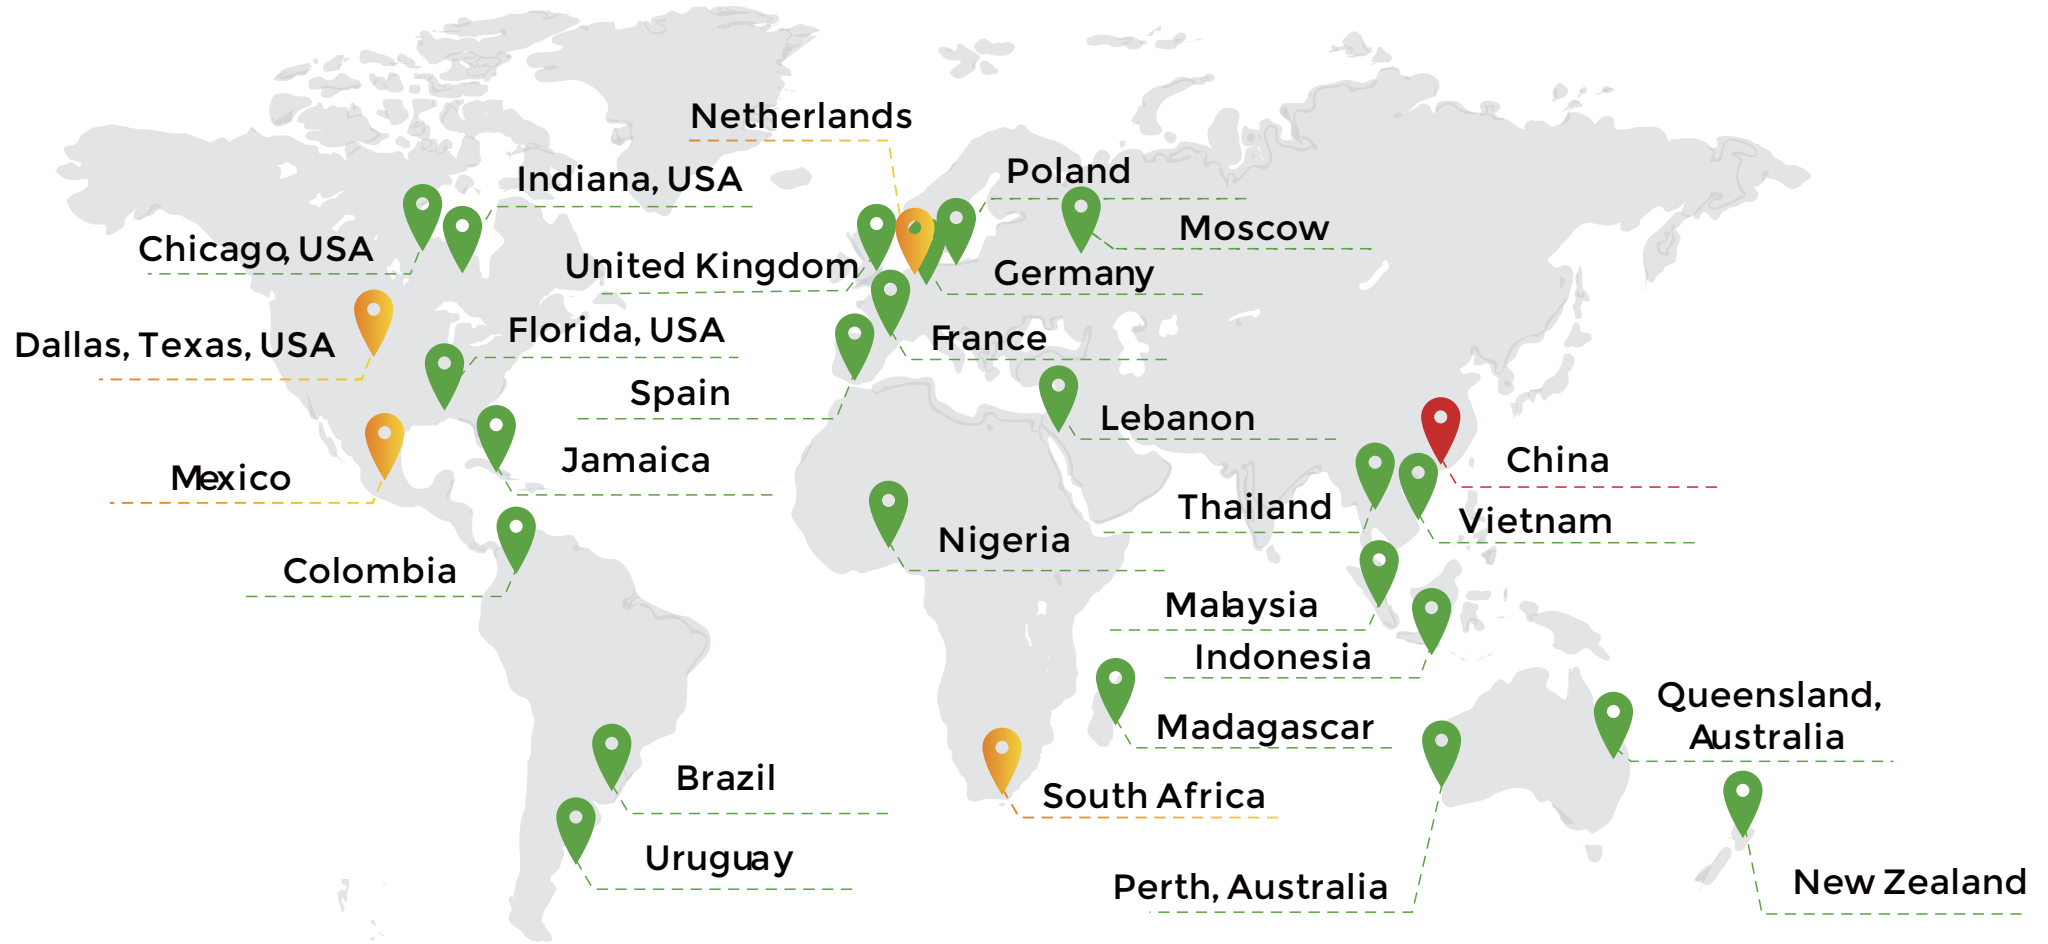 Netherlands
Poland
Indiana, USA
Moscow
Chicago, USA
United Kingdom
Germany
Florida, USA
France
Dallas, Texas, USA
Spain
Lebanon
Jamaica
China
Mexico
Thailand
Vietnam
Nigeria
Colombia
Malaysia
Indonesia
Queensland,
Australia
Madagascar
Brazil
South Africa
Uruguay
New Zealand
Perth, Australia